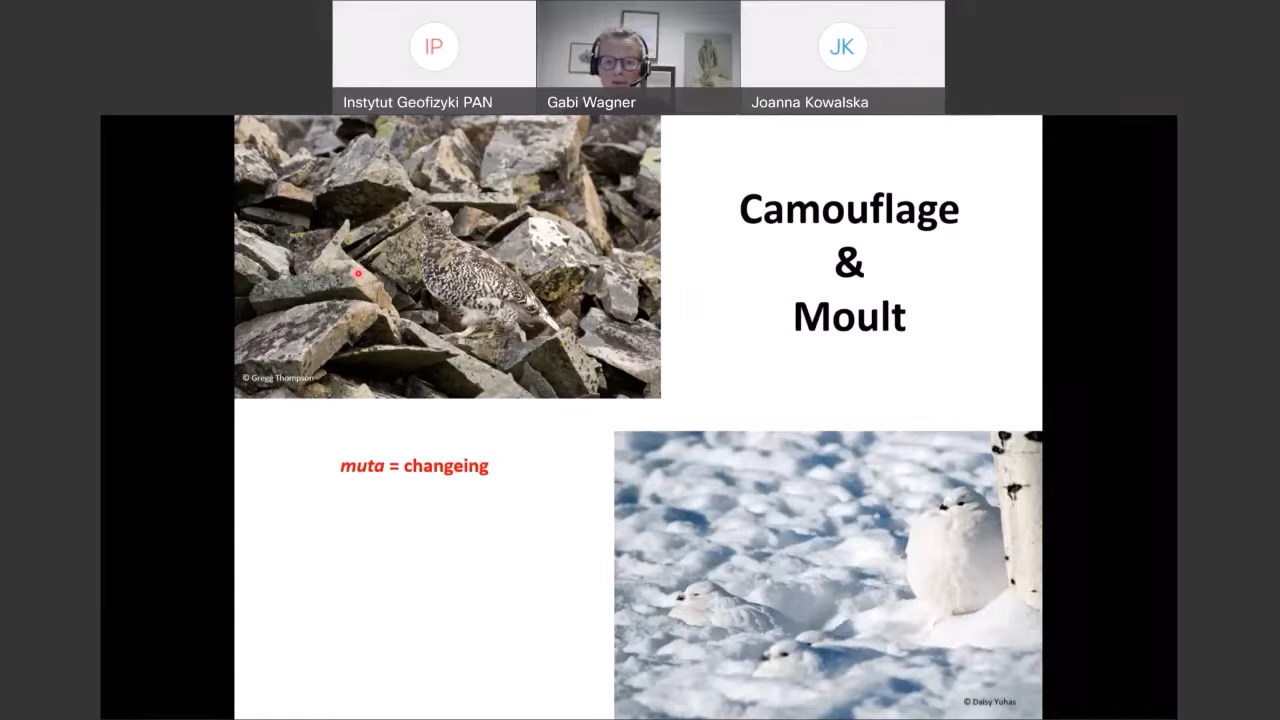 IP
JK
Instytut Geofizyki PAN
Gabi Wagner
Joanna Kowalska
Camouflage
&
Moult
© Gregg Thompson
muta = changeing
© Daisy Yuhas